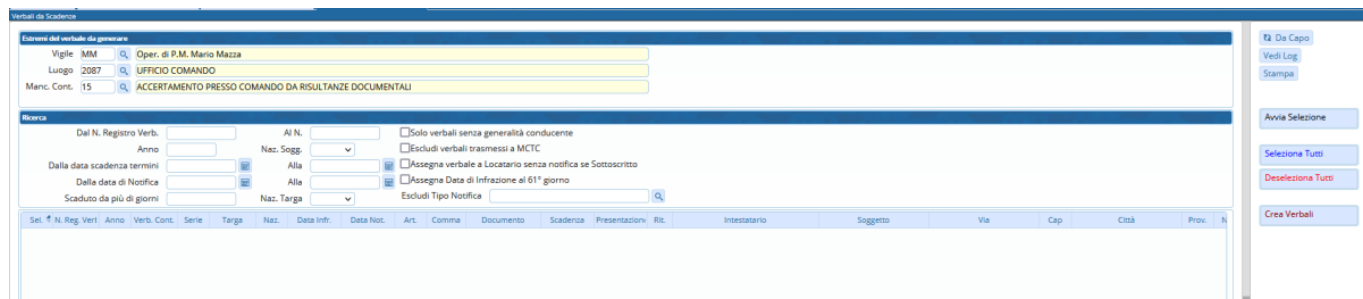 Verbali da Scadenze
Estremi del verbale da generare
Vigile MM Oper. di P.M. Mario Mazza
Luogo 2087 UFFICIO COMANDO
Manc. Cont. 15 ACCERTAMENTO PRESSO COMANDO DA RISULTANZE DOCUMENTALI
Ricerca
Dal N. Registro Verb. Al N. Solo verbali senza generalità conducente
Anno Naz. Sogg. Escludi verbali trasmessi a MCTC
Dalla data scadenza termini Alla Assegna verbale a Locatario senza notifica se Sottoscritto
Dalla data di Notifica Alla Assegna Data di Infrazione al 61° giorno
Scaduto da più di giorni Naz. Targa Escludi Tipo Notifica
Sel. N. Reg. Verl Anno Verb. Cont. Serie Targa Naz. Data Infr. Data Not. Art. Comma Documento Scadenza Presentazione Rit. Intestatario Soggetto Via Cap Città Prov. N
Da Capo
Vedi Log
Stampa
Avvia Selezione
Seleziona Tutti
Deseleziona Tutti
Crea Verbali